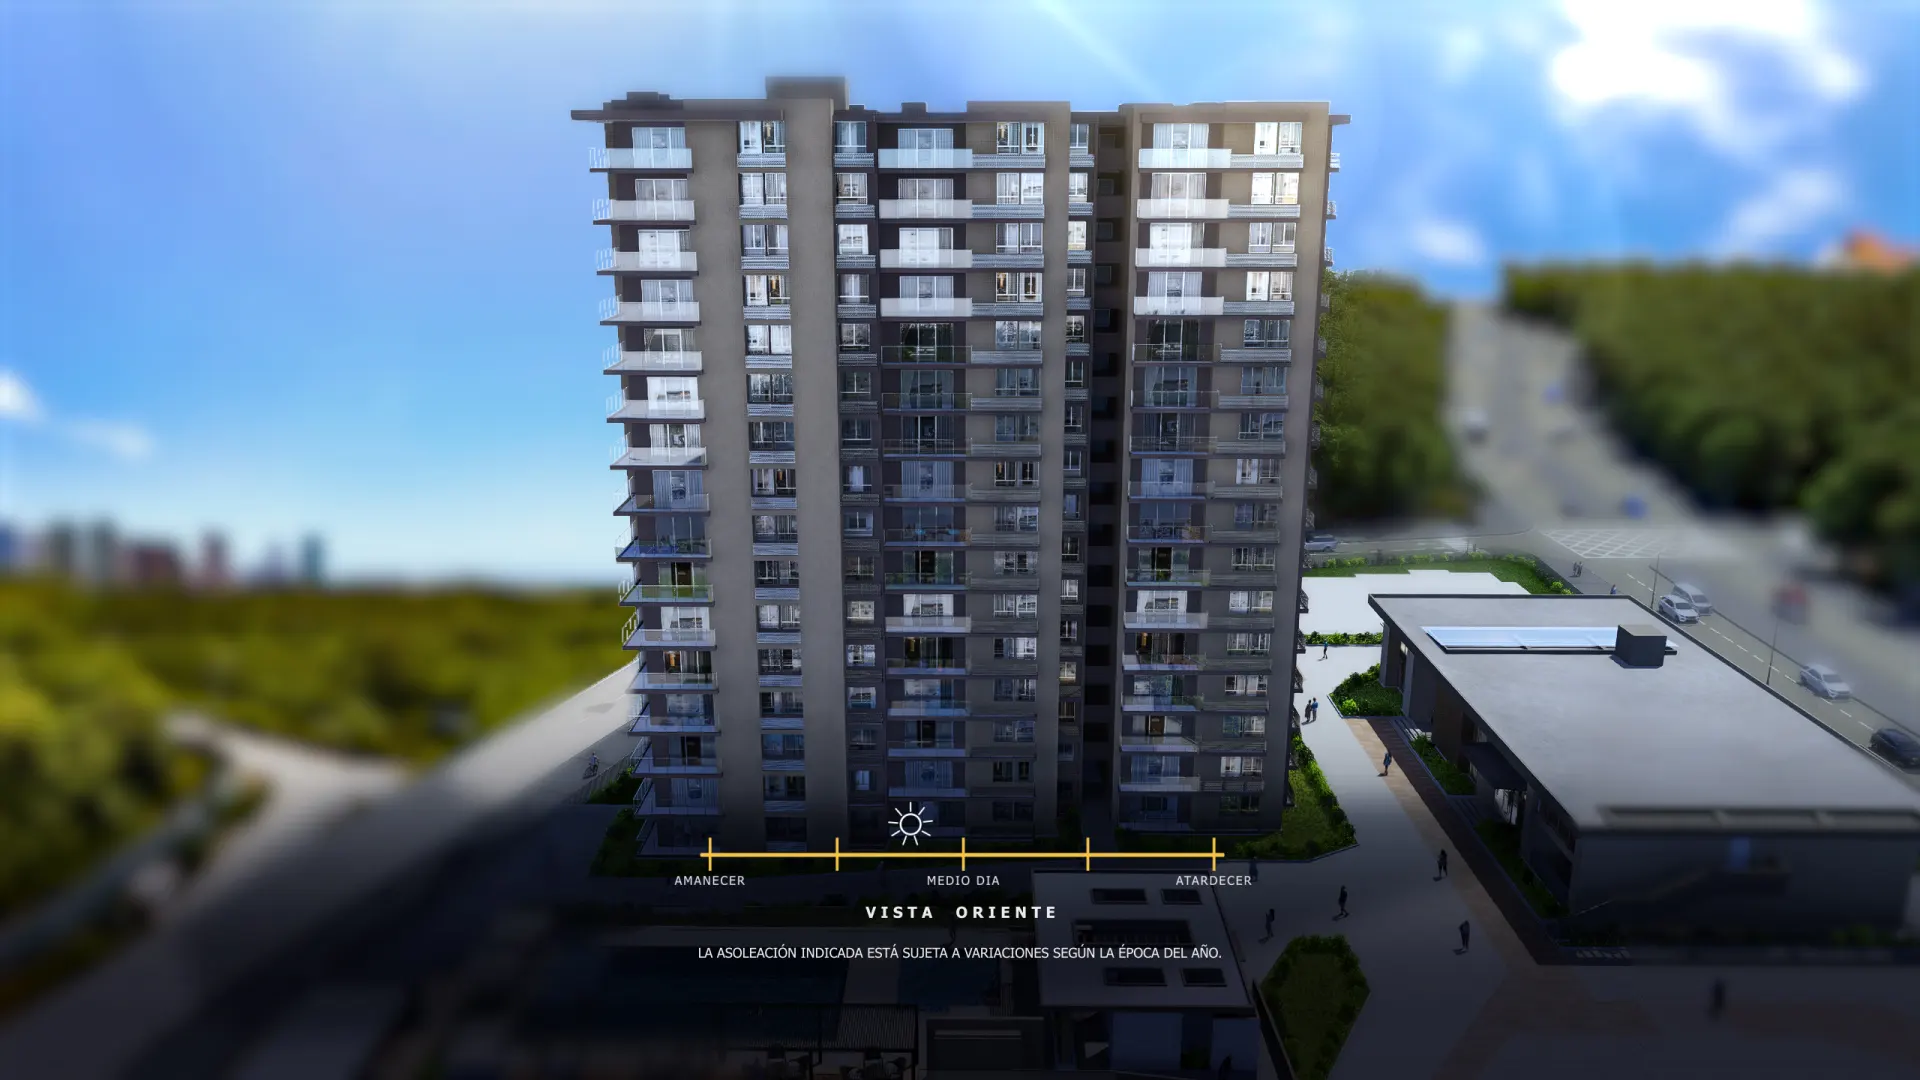 AMANECER
MEDIO DIA
ATARDECER
VISTA ORIENTE
LA ASOLEACIÓN INDICADA ESTÁ SUJETA A VARIACIONES SEGÚN LA ÉPOCA DEL AÑO.